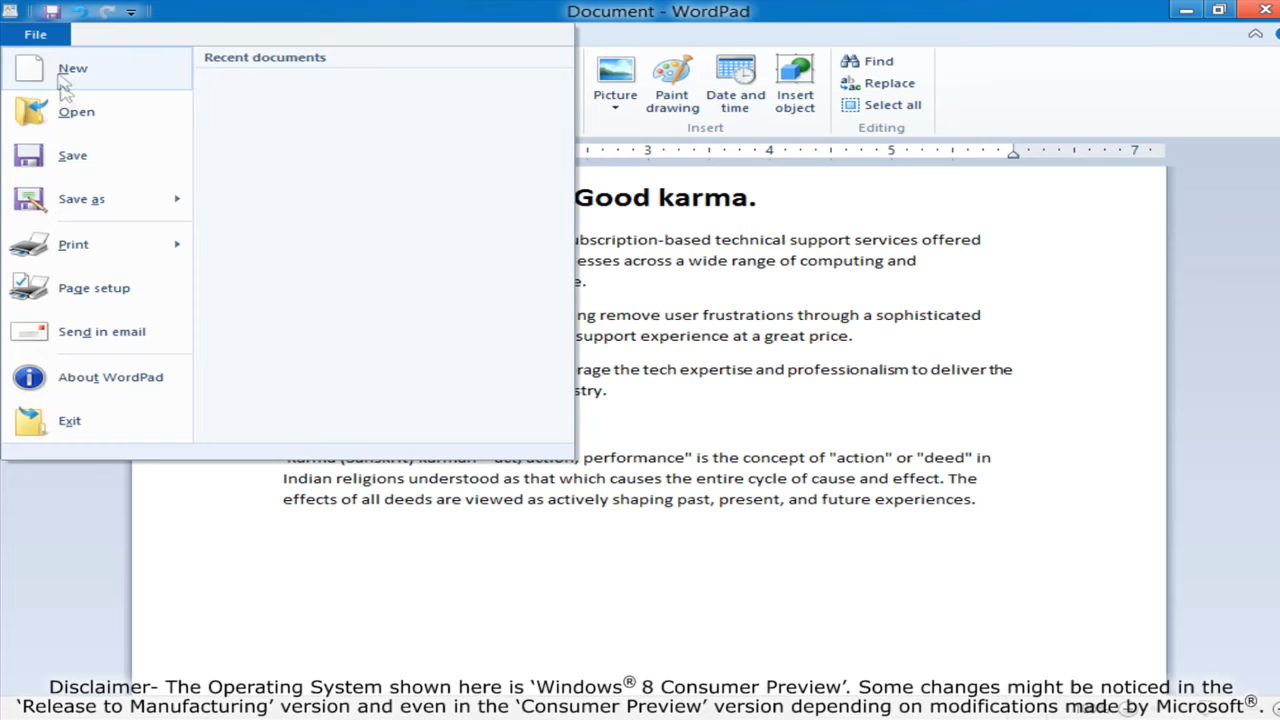 Document - WordPad
File
New
Open
Save
Save as
Print
Page setup
Send in email
About WordPad
Exit
Recent documents
Picture
Paint drawing
Date and time
Insert object
Insert
Find
Replace
Select all
Editing
3 4 5 7
Good karma.
ubscription-based technical support services offered
esses across a wide range of computing and
e.
ng remove user frustrations through a sophisticated
support experience at a great price.
rage the tech expertise and professionalism to deliver the
stry.
performance" is the concept of "action" or "deed" in
Indian religions understood as that which causes the entire cycle of cause and effect. The
effects of all deeds are viewed as actively shaping past, present, and future experiences.
Disclaimer- The Operating System shown here is ‘Windows® 8 Consumer Preview’. Some changes might be noticed in the
‘Release to Manufacturing’ version and even in the ‘Consumer Preview’ version depending on modifications made by Microsoft®.